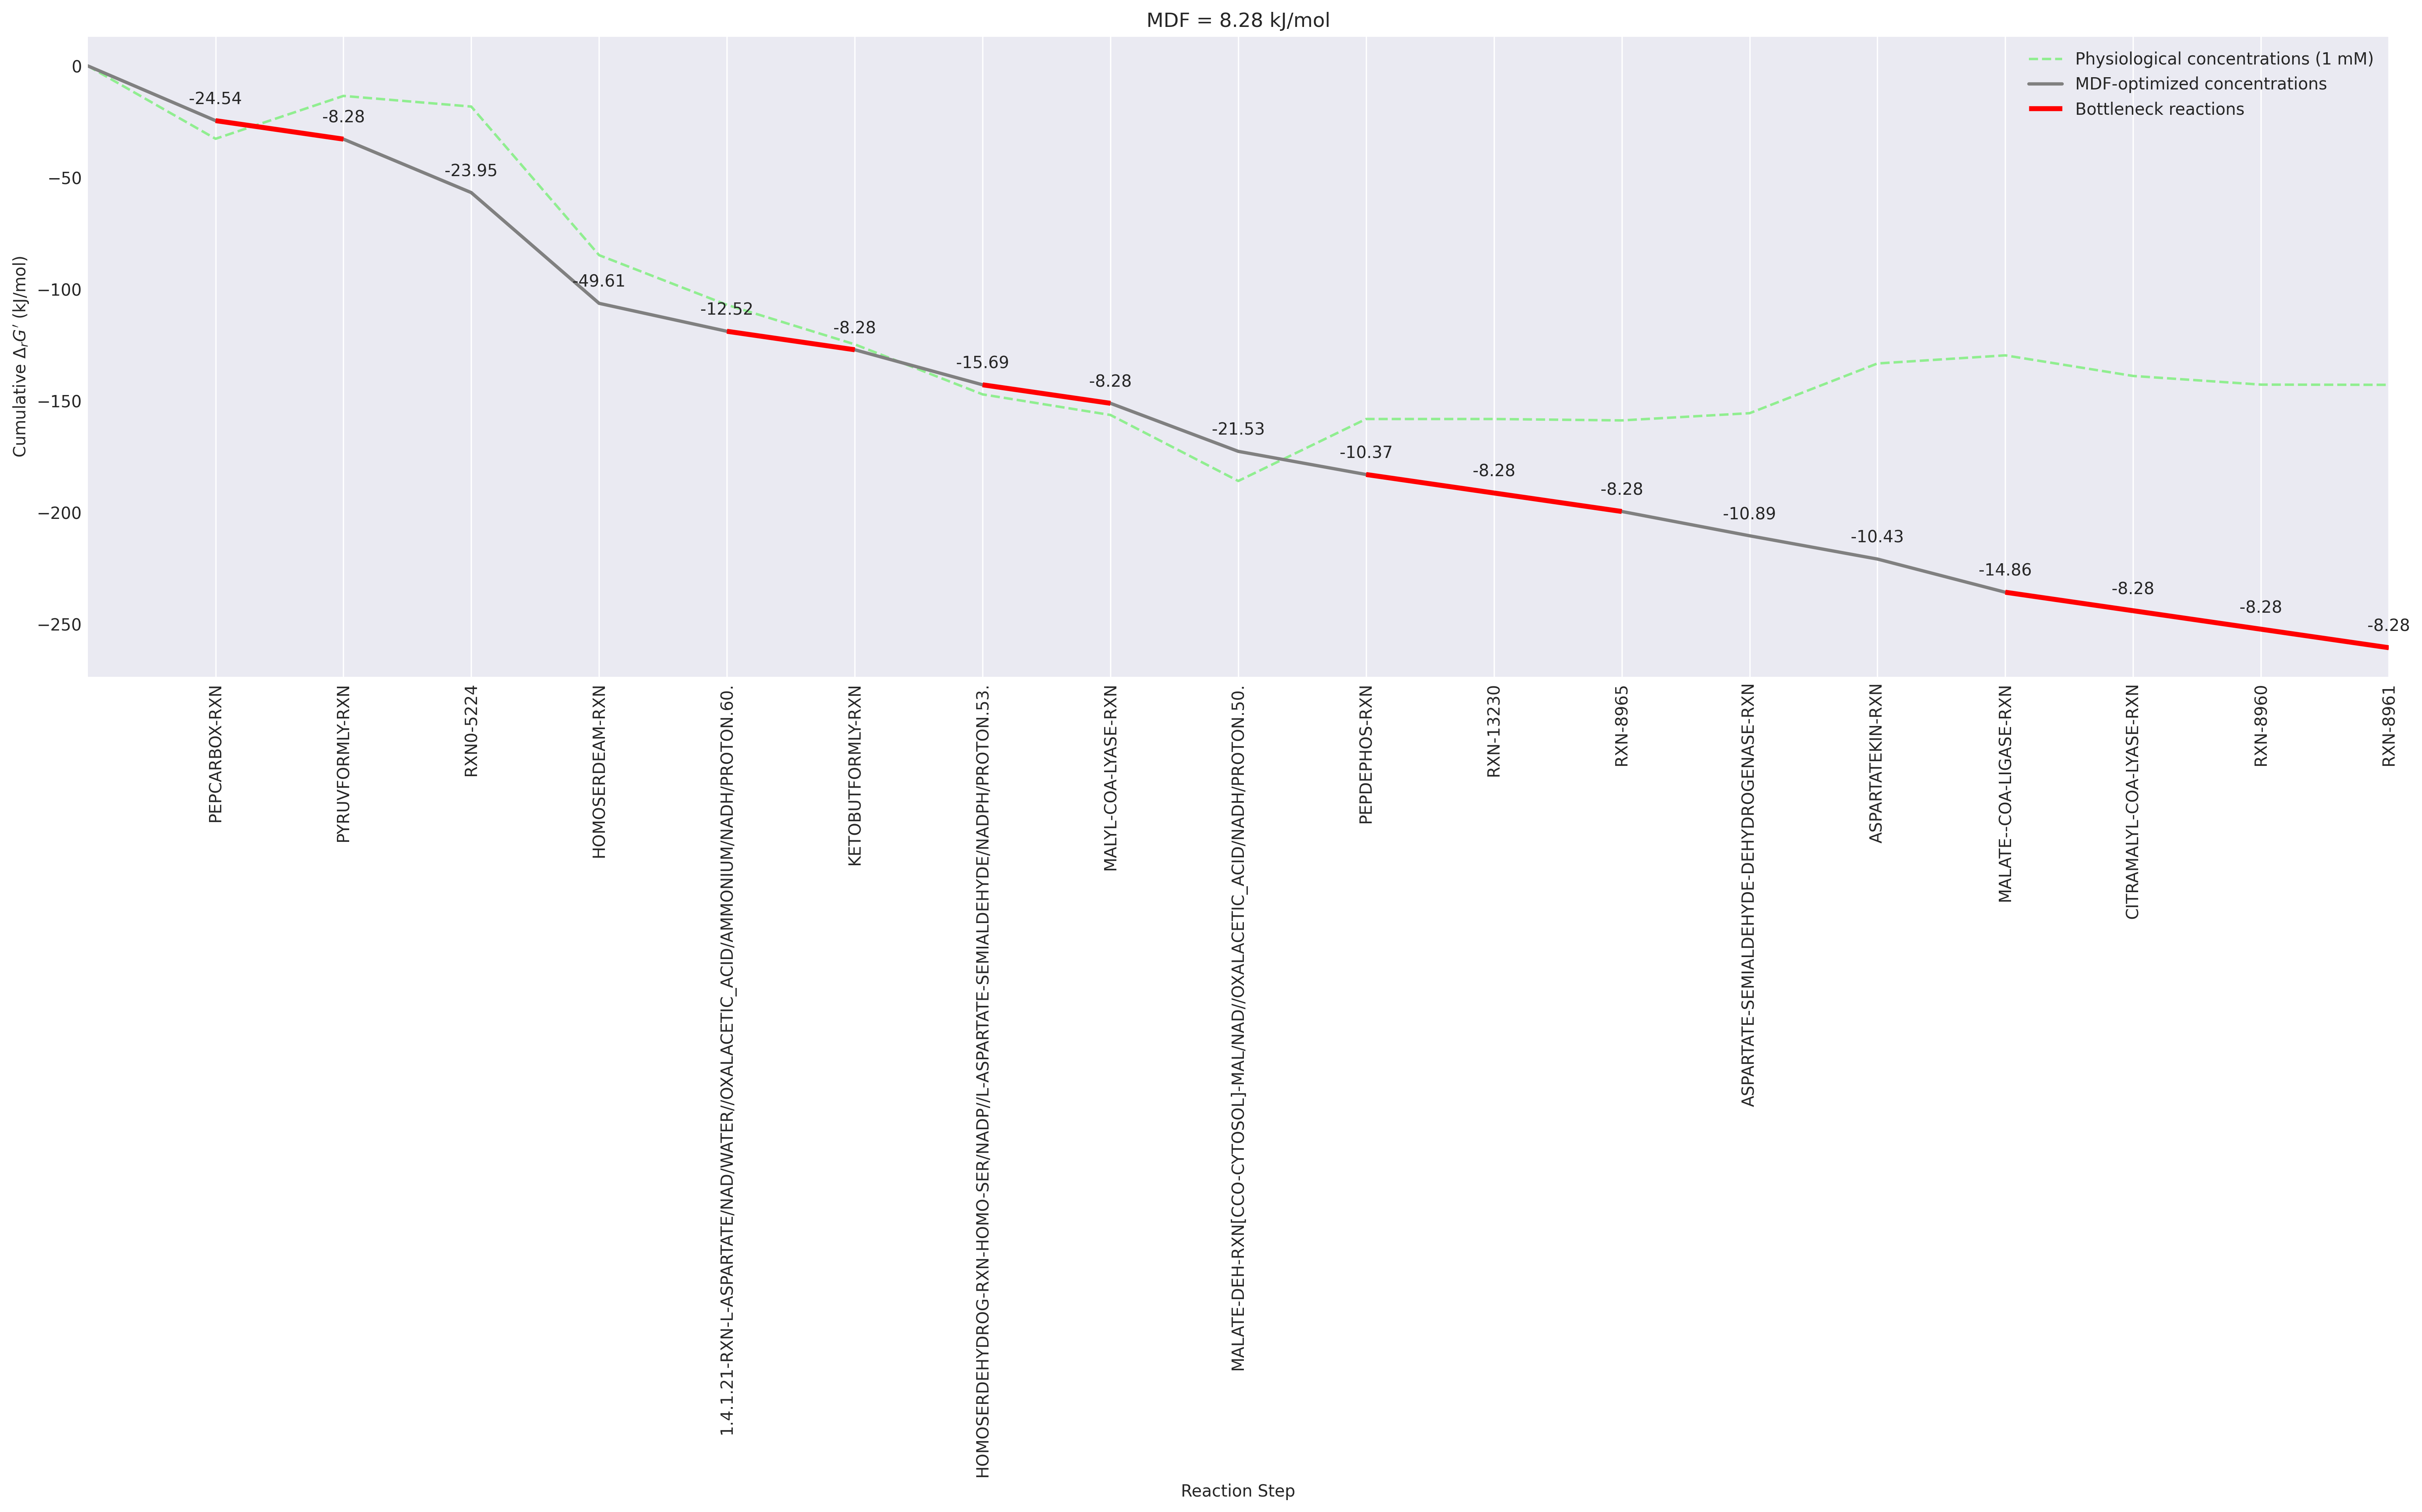 MDF = 8.28 kJ/mol
Physiological concentrations (1 mM)
MDF-optimized concentrations
Bottleneck reactions
Cumulative ΔrG′ (kJ/mol)
0
−50
−100
−150
−200
−250
-24.54
-8.28
-23.95
-49.61
-12.52
-8.28
-15.69
-8.28
-21.53
-10.37
-8.28
-8.28
-10.89
-10.43
-14.86
-8.28
-8.28
-8.28
PEPCARBOX-RXN
PYRUVFORMLY-RXN
RXN0-5224
HOMOSERDEAM-RXN
1.4.1.21-RXN-L-ASPARTATE/NAD/WATER//OXALACETIC_ACID/AMMONIUM/NADH/PROTON.60.
KETOBUTFORMLY-RXN
HOMOSERDEHYDROG-RXN-HOMO-SER/NADP//L-ASPARTATE-SEMIALDEHYDE/NADPH/PROTON.53.
MALYL-COA-LYASE-RXN
MALATE-DEH-RXN[CCO-CYTOSOL]-MAL/NAD//OXALACETIC_ACID/NADH/PROTON.50.
PEPDEPHOS-RXN
RXN-13230
RXN-8965
ASPARTATE-SEMIALDEHYDE-DEHYDROGENASE-RXN
ASPARTATEKIN-RXN
MALATE--COA-LIGASE-RXN
CITRAMALYL-COA-LYASE-RXN
RXN-8960
RXN-8961
Reaction Step